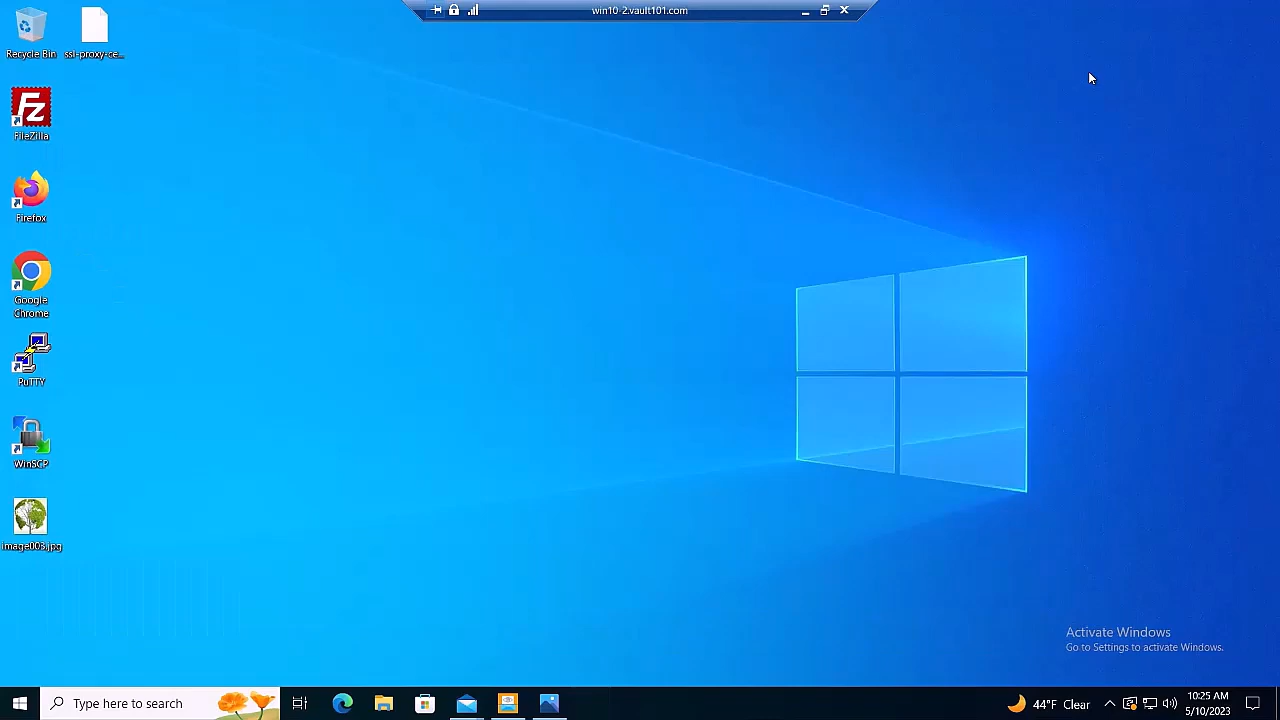 win10-2.vault101.com
Recycle Bin
ssl-proxy-ce...
FileZilla
Firefox
Google
Chrome
PuTTY
WinSCP
image003.jpg
Activate Windows
Go to Settings to activate Windows.
Type here to search
44°F Clear
10:25 AM
5/10/2023